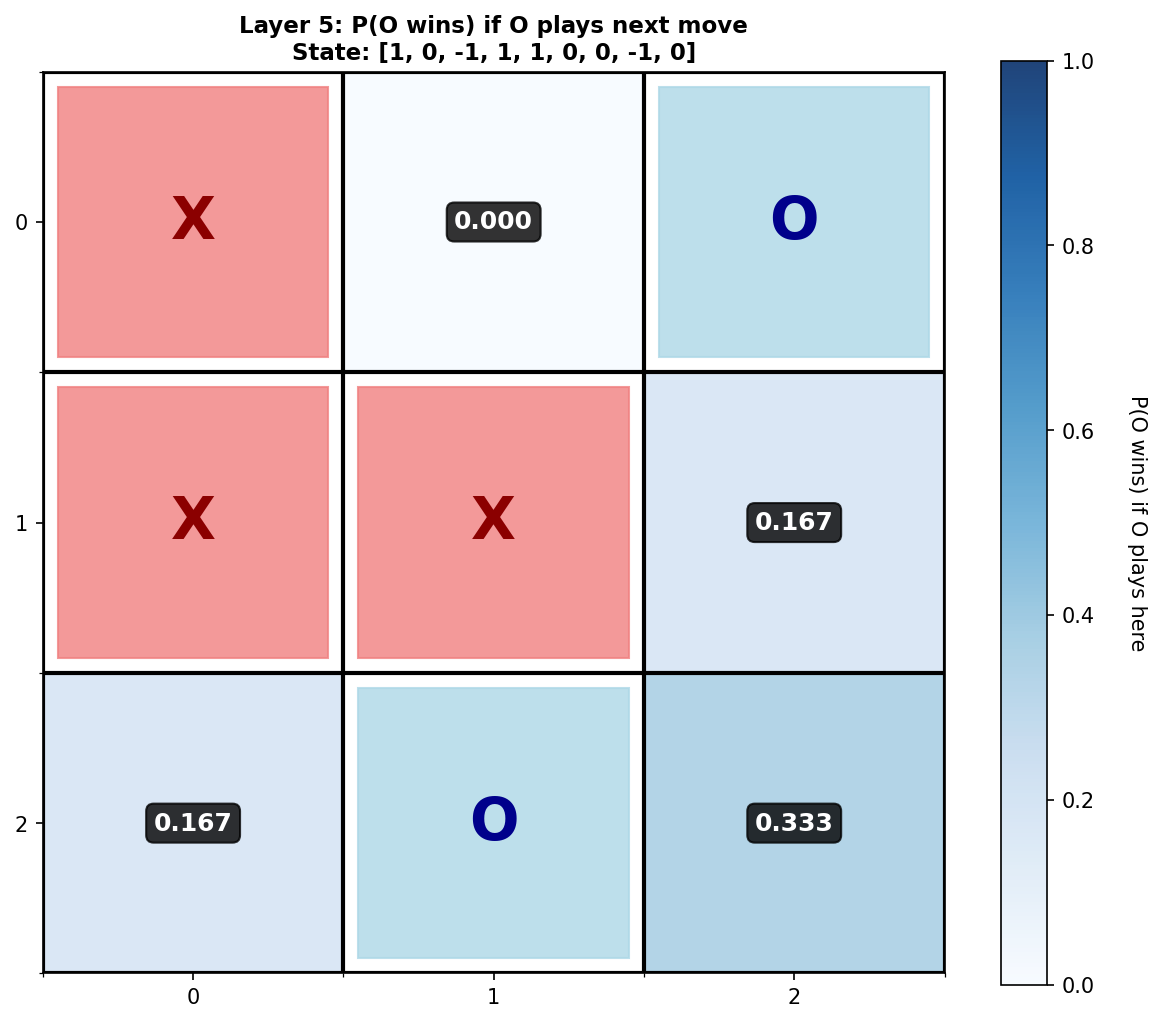 Layer 5: P(O wins) if O plays next move
State: [1, 0, -1, 1, 1, 0, 0, -1, 0]
0
X
0.000
O
1
X
X
0.167
2
0.167
O
0.333
0
1
2
1.0
0.8
0.6
0.4
0.2
0.0
P(O wins) if O plays here